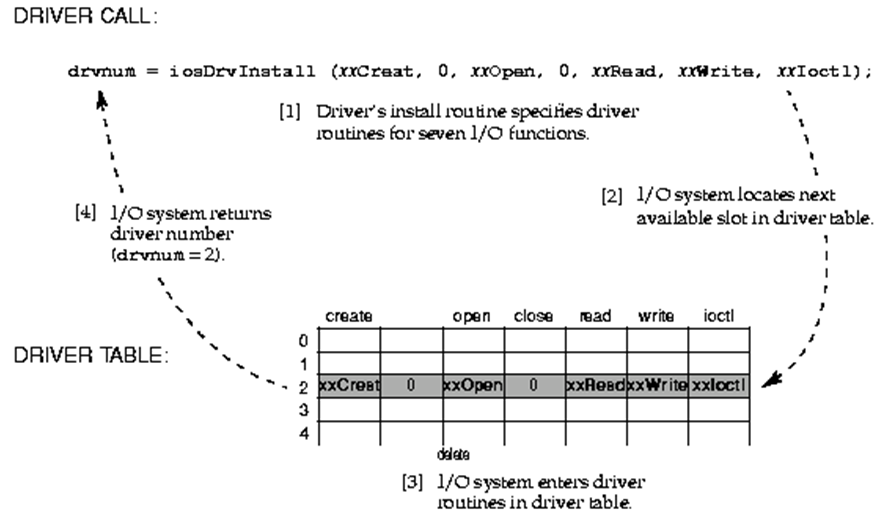 DRIVER CALL:
drvnum = iosDrvInstall (xxCreat, 0, xxOpen, 0, xxRead, xxWrite, xxIoctl);
[1] Driver's install routine specifies driver
routines for seven I/O functions.
[2] I/O system locates next
available slot in driver table.
[4] I/O system returns
driver number
(drvnum = 2).
create open close read write ioctl
DRIVER TABLE:
0
1
2 xxCreat 0 xxOpen 0 xxRead xxWrite xxIoctl
3
4
delete
[3] I/O system enters driver
routines in driver table.